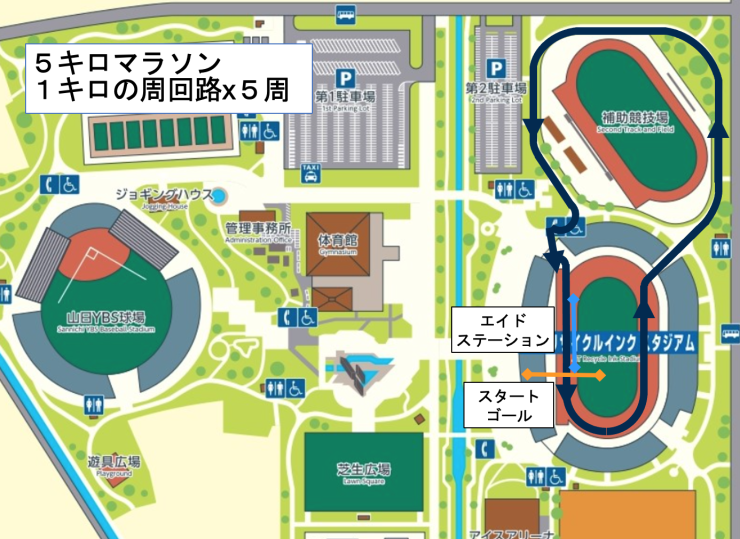 ５キロマラソン
１キロの周回路x５周
P
第1駐車場
1st Parking Lot
P
第2駐車場
2nd Parking Lot
補助競技場
Second Track and Field
TAXI
ジョギングハウス
Jogging House
管理事務所
Administration Office
体育館
Gymnasium
山日YBS球場
Sannichi YBS Baseball Stadium
エイド
ステーション
サイクルインク スタジアム
Recycle Ink Stadium
スタート
ゴール
遊具広場
Playground
芝生広場
Lawn Square
アイスアリーナ